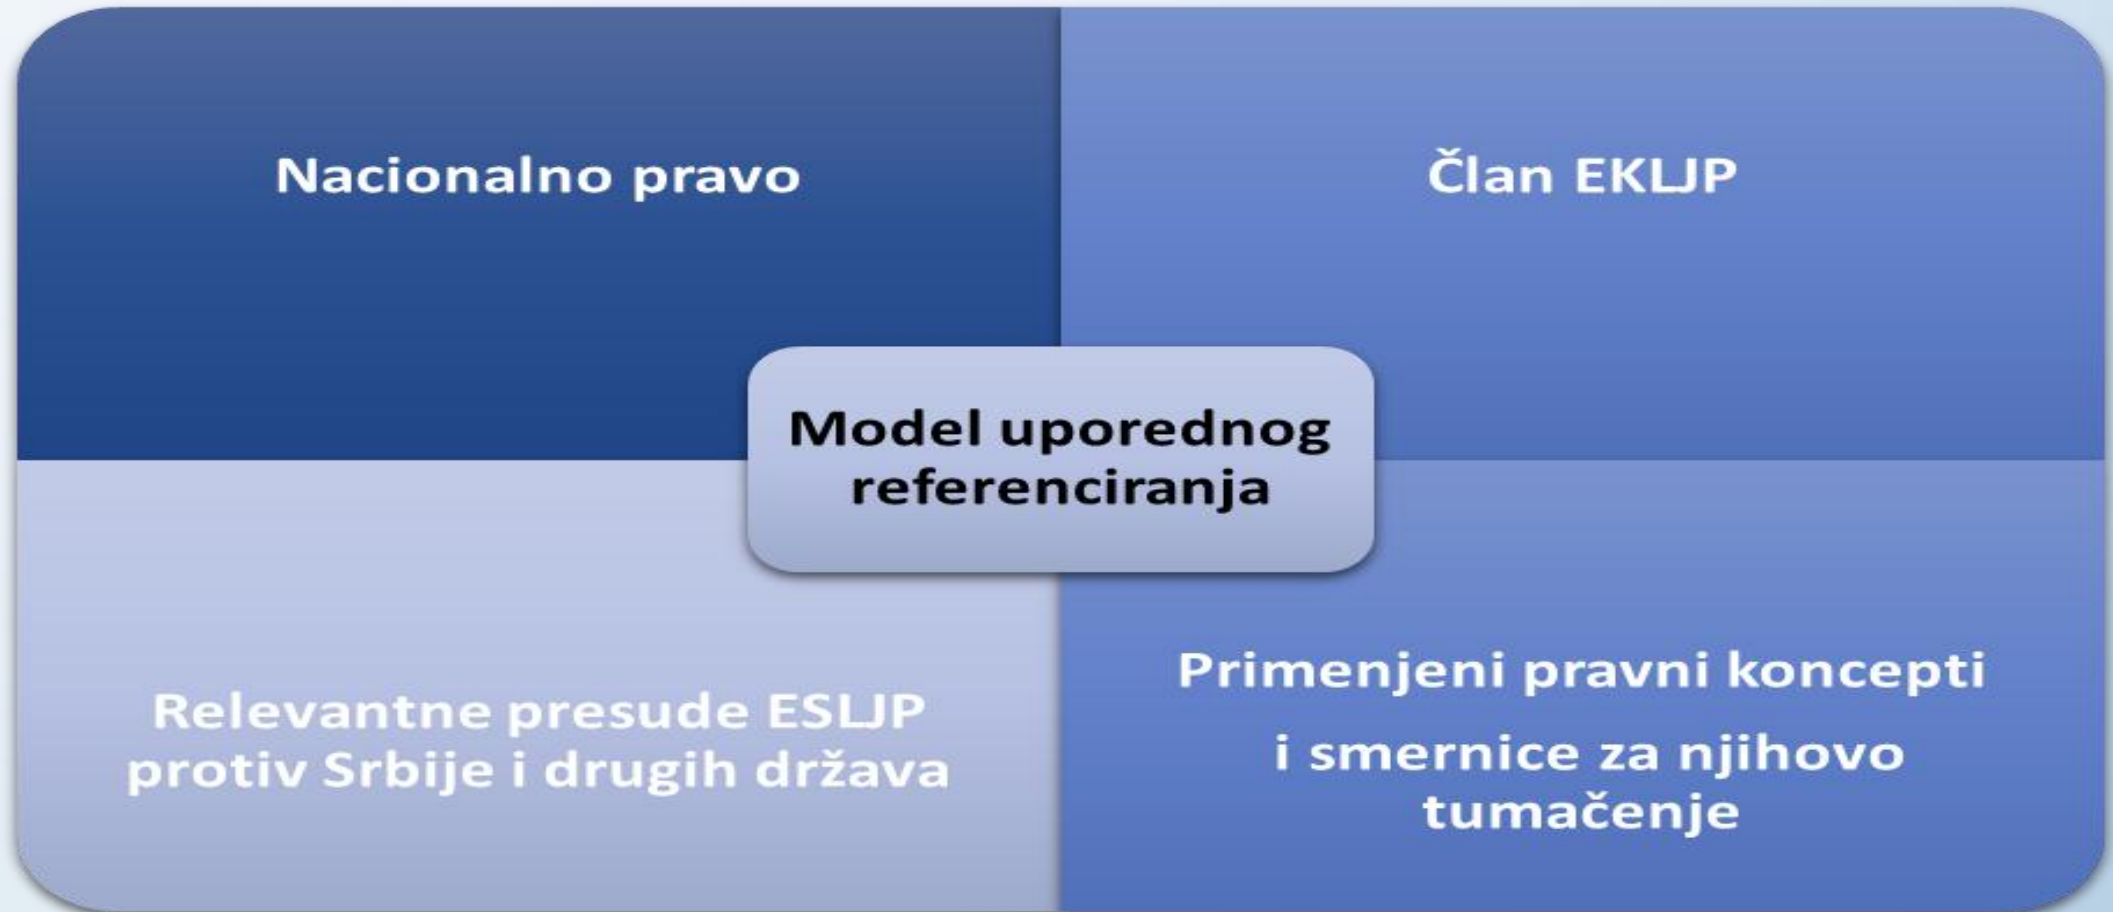 Nacionalno pravo
Član EKLJP
Model uporednog
referenciranja
Relevantne presude ESLJP
protiv Srbije i drugih država
Primenjeni pravni koncepti
i smernice za njihovo
tumačenje